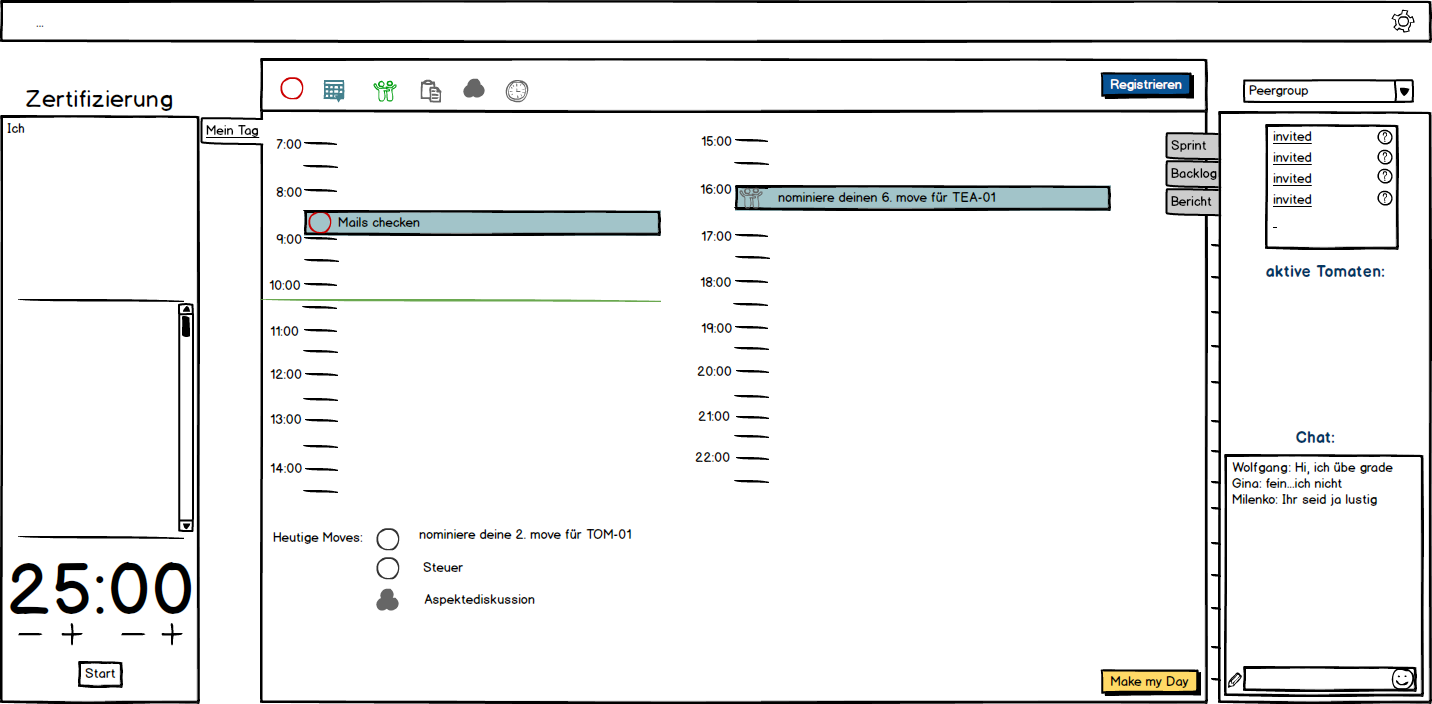 ...
Zertifizierung
Ich
25:00
− + − +
Start
Mein Tag
Registrieren
7:00
8:00
Mails checken
9:00
10:00
11:00
12:00
13:00
14:00
15:00
16:00
nominiere deinen 6. move für TEA-01
17:00
18:00
19:00
20:00
21:00
22:00
Heutige Moves:
nominiere deine 2. move für TOM-01
Steuer
Aspektediskussion
Make my Day
Sprint
Backlog
Bericht
Peergroup
invited ?
invited ?
invited ?
invited ?
-
aktive Tomaten:
Chat:
Wolfgang: Hi, ich übe grade
Gina: fein...ich nicht
Milenko: Ihr seid ja lustig